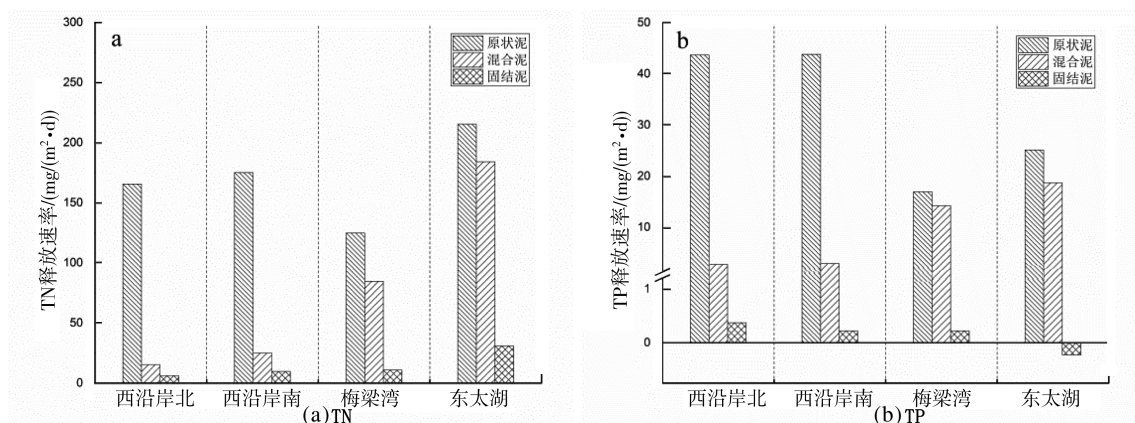 a
300
250
200
150
100
50
0
TN释放速率/(mg/(m²•d))
原状泥
混合泥
固结泥
西沿岸北 西沿岸南 梅梁湾 东太湖
(a)TN
b
50
40
30
20
10
1
0
TP释放速率/(mg/(m²•d))
原状泥
混合泥
固结泥
西沿岸北 西沿岸南 梅梁湾 东太湖
(b)TP